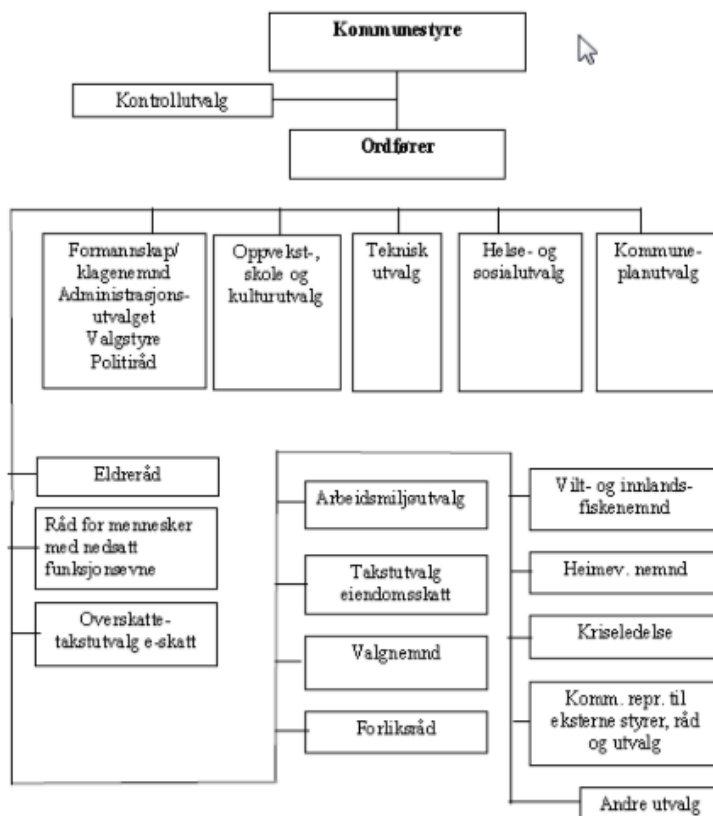 Kommunestyre
Kontrollutvalg
Ordfører
Formannskap/
klagenemnd
Administrasjons-
utvalget
Valgstyre
Politiråd
Oppvekst-,
skole og
kulturutvalg
Teknisk
utvalg
Helse- og
sosialutvalg
Kommune-
planutvalg
Eldreråd
Råd for mennesker
med nedsatt
funksjonsevne
Overskatte-
takstutvalg e-skatt
Arbeidsmiljøutvalg
Takstutvalg
eiendomsskatt
Valgnemnd
Forliksråd
Vilt- og innlands-
fiskenemnd
Heimev. nemnd
Kriseledelse
Komm. repr. til
eksterne styrer, råd
og utvalg
Andre utvalg